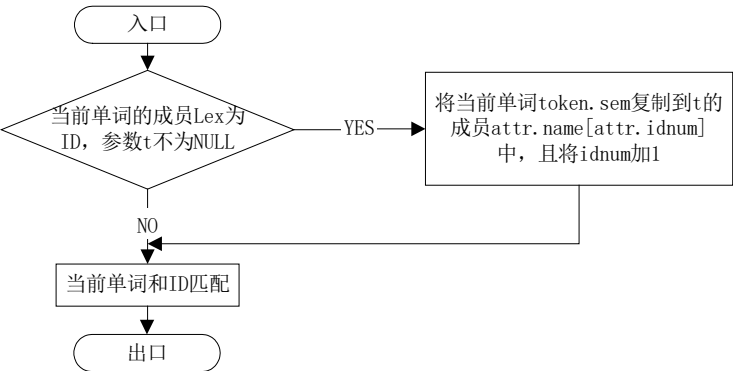 入口
当前单词的成员Lex为
ID，参数t不为NULL
YES
将当前单词token.sem复制到t的
成员attr.name[attr.idnum]
中，且将idnum加1
NO
当前单词和ID匹配
出口